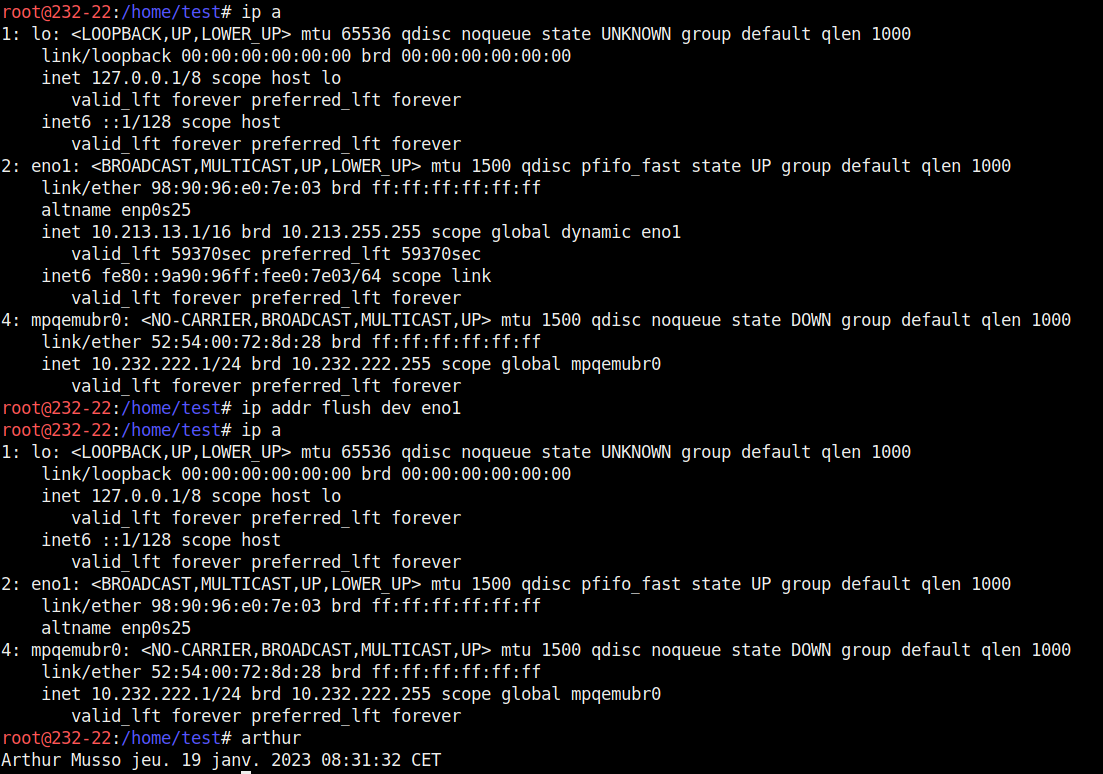 root@232-22:/home/test# ip a
1: lo: <LOOPBACK,UP,LOWER_UP> mtu 65536 qdisc noqueue state UNKNOWN group default qlen 1000
    link/loopback 00:00:00:00:00:00 brd 00:00:00:00:00:00
    inet 127.0.0.1/8 scope host lo
       valid_lft forever preferred_lft forever
    inet6 ::1/128 scope host
       valid_lft forever preferred_lft forever
2: eno1: <BROADCAST,MULTICAST,UP,LOWER_UP> mtu 1500 qdisc pfifo_fast state UP group default qlen 1000
    link/ether 98:90:96:e0:7e:03 brd ff:ff:ff:ff:ff:ff
    altname enp0s25
    inet 10.213.13.1/16 brd 10.213.255.255 scope global dynamic eno1
       valid_lft 59370sec preferred_lft 59370sec
    inet6 fe80::9a90:96ff:fee0:7e03/64 scope link
       valid_lft forever preferred_lft forever
4: mpqemubr0: <NO-CARRIER,BROADCAST,MULTICAST,UP> mtu 1500 qdisc noqueue state DOWN group default qlen 1000
    link/ether 52:54:00:72:8d:28 brd ff:ff:ff:ff:ff:ff
    inet 10.232.222.1/24 brd 10.232.222.255 scope global mpqemubr0
       valid_lft forever preferred_lft forever
root@232-22:/home/test# ip addr flush dev eno1
root@232-22:/home/test# ip a
1: lo: <LOOPBACK,UP,LOWER_UP> mtu 65536 qdisc noqueue state UNKNOWN group default qlen 1000
    link/loopback 00:00:00:00:00:00 brd 00:00:00:00:00:00
    inet 127.0.0.1/8 scope host lo
       valid_lft forever preferred_lft forever
    inet6 ::1/128 scope host
       valid_lft forever preferred_lft forever
2: eno1: <BROADCAST,MULTICAST,UP,LOWER_UP> mtu 1500 qdisc pfifo_fast state UP group default qlen 1000
    link/ether 98:90:96:e0:7e:03 brd ff:ff:ff:ff:ff:ff
    altname enp0s25
4: mpqemubr0: <NO-CARRIER,BROADCAST,MULTICAST,UP> mtu 1500 qdisc noqueue state DOWN group default qlen 1000
    link/ether 52:54:00:72:8d:28 brd ff:ff:ff:ff:ff:ff
    inet 10.232.222.1/24 brd 10.232.222.255 scope global mpqemubr0
       valid_lft forever preferred_lft forever
root@232-22:/home/test# arthur
Arthur Musso jeu. 19 janv. 2023 08:31:32 CET